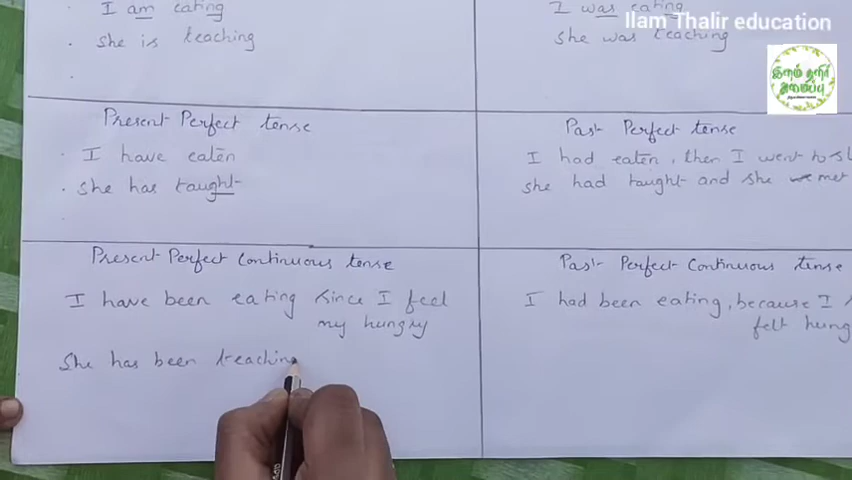 I am eating
She is teaching
Present Perfect tense
I have eaten
She has taught
Present Perfect Continuous tense
I have been eating since I feel
my hungry
She has been teaching
I was eating
She was teaching
Past Perfect tense
I had eaten, then I went to
she had taught and she met
Past Perfect Continuous tense
I had been eating, because I
felt
Ilam Thalir education
இளம் தளிர்
அமைப்பு